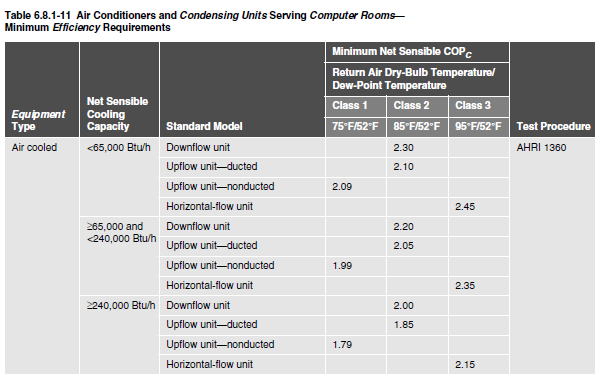 Table 6.8.1-11 Air Conditioners and Condensing Units Serving Computer Rooms—
Minimum Efficiency Requirements
Minimum Net Sensible COPC
Return Air Dry-Bulb Temperature/
Dew-Point Temperature
Equipment Type
Net Sensible Cooling Capacity
Standard Model
Class 1 Class 2 Class 3
75°F/52°F 85°F/52°F 95°F/52°F
Test Procedure
Air cooled <65,000 Btu/h Downflow unit 2.30 AHRI 1360
Upflow unit—ducted 2.10
Upflow unit—nonducted 2.09
Horizontal-flow unit 2.45
≥65,000 and <240,000 Btu/h Downflow unit 2.20
Upflow unit—ducted 2.05
Upflow unit—nonducted 1.99
Horizontal-flow unit 2.35
≥240,000 Btu/h Downflow unit 2.00
Upflow unit—ducted 1.85
Upflow unit—nonducted 1.79
Horizontal-flow unit 2.15